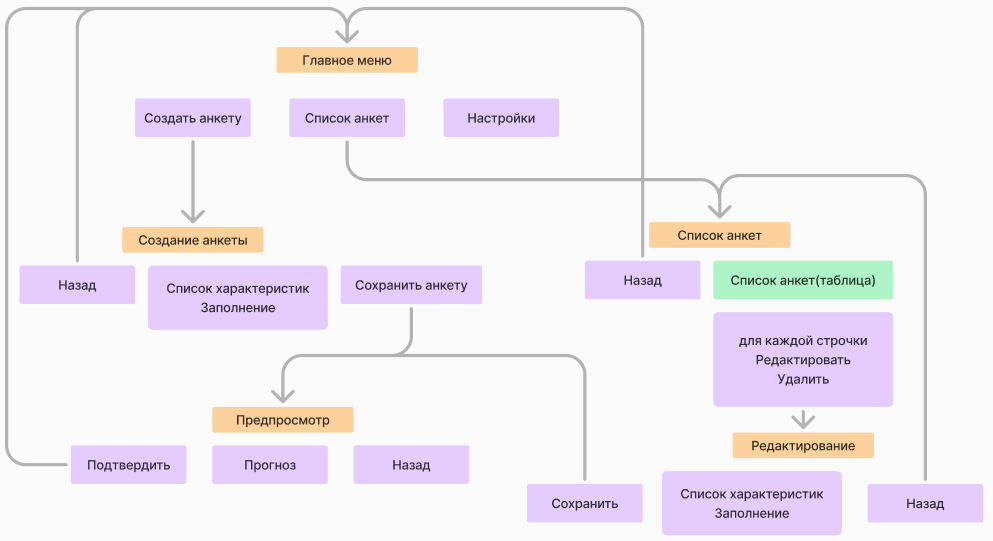 Главное меню
Создать анкету
Список анкет
Настройки
Создание анкеты
Назад
Список характеристик
Заполнение
Сохранить анкету
Список анкет
Назад
Список анкет(таблица)
для каждой строчки
Редактировать
Удалить
Предпросмотр
Подтвердить
Прогноз
Назад
Редактирование
Сохранить
Список характеристик
Заполнение
Назад